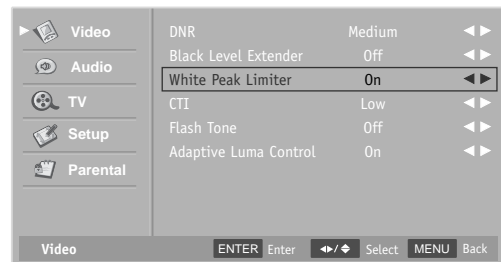 Video
Audio
TV
Setup
Parental
DNR Medium
Black Level Extender Off
White Peak Limiter On
CTI Low
Flash Tone Off
Adaptive Luma Control On
Video ENTER Enter Select MENU Back